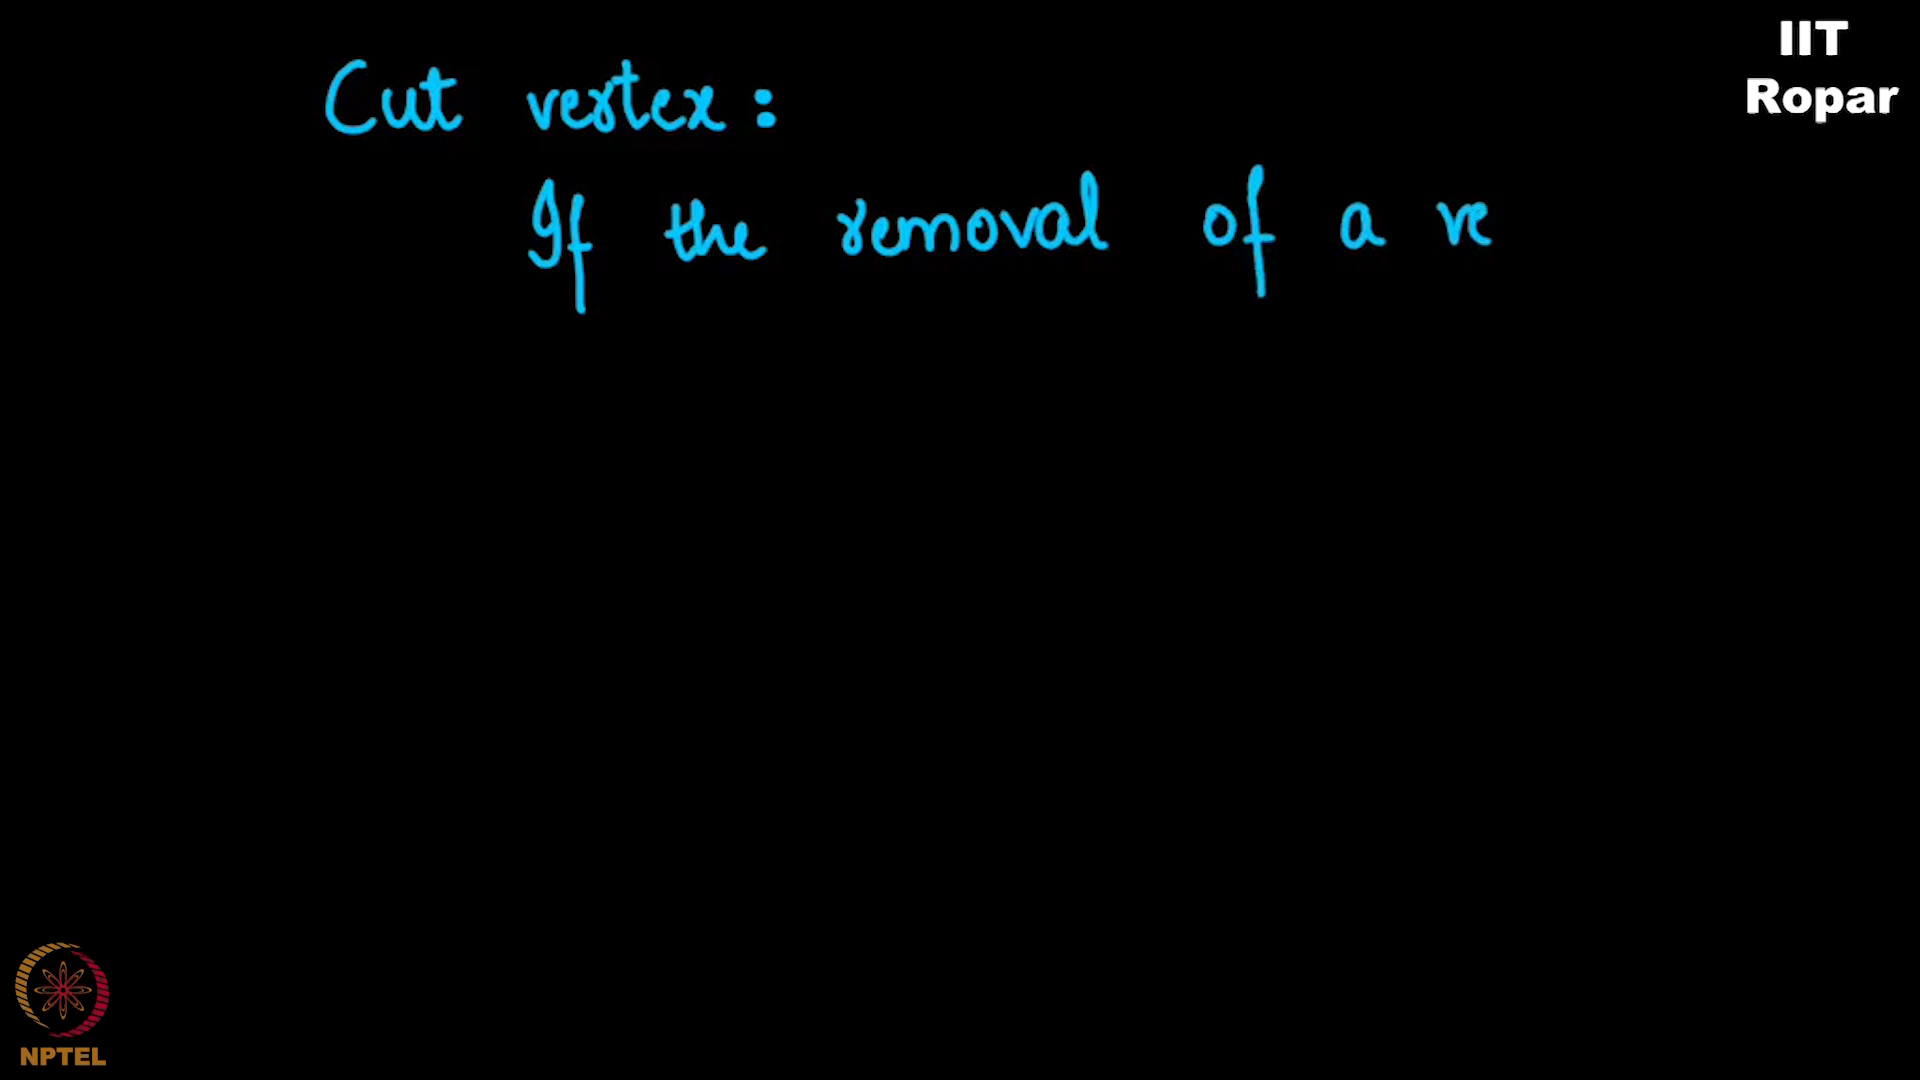 IIT
Ropar
Cut vertex:
If the removal of a ve
NPTEL